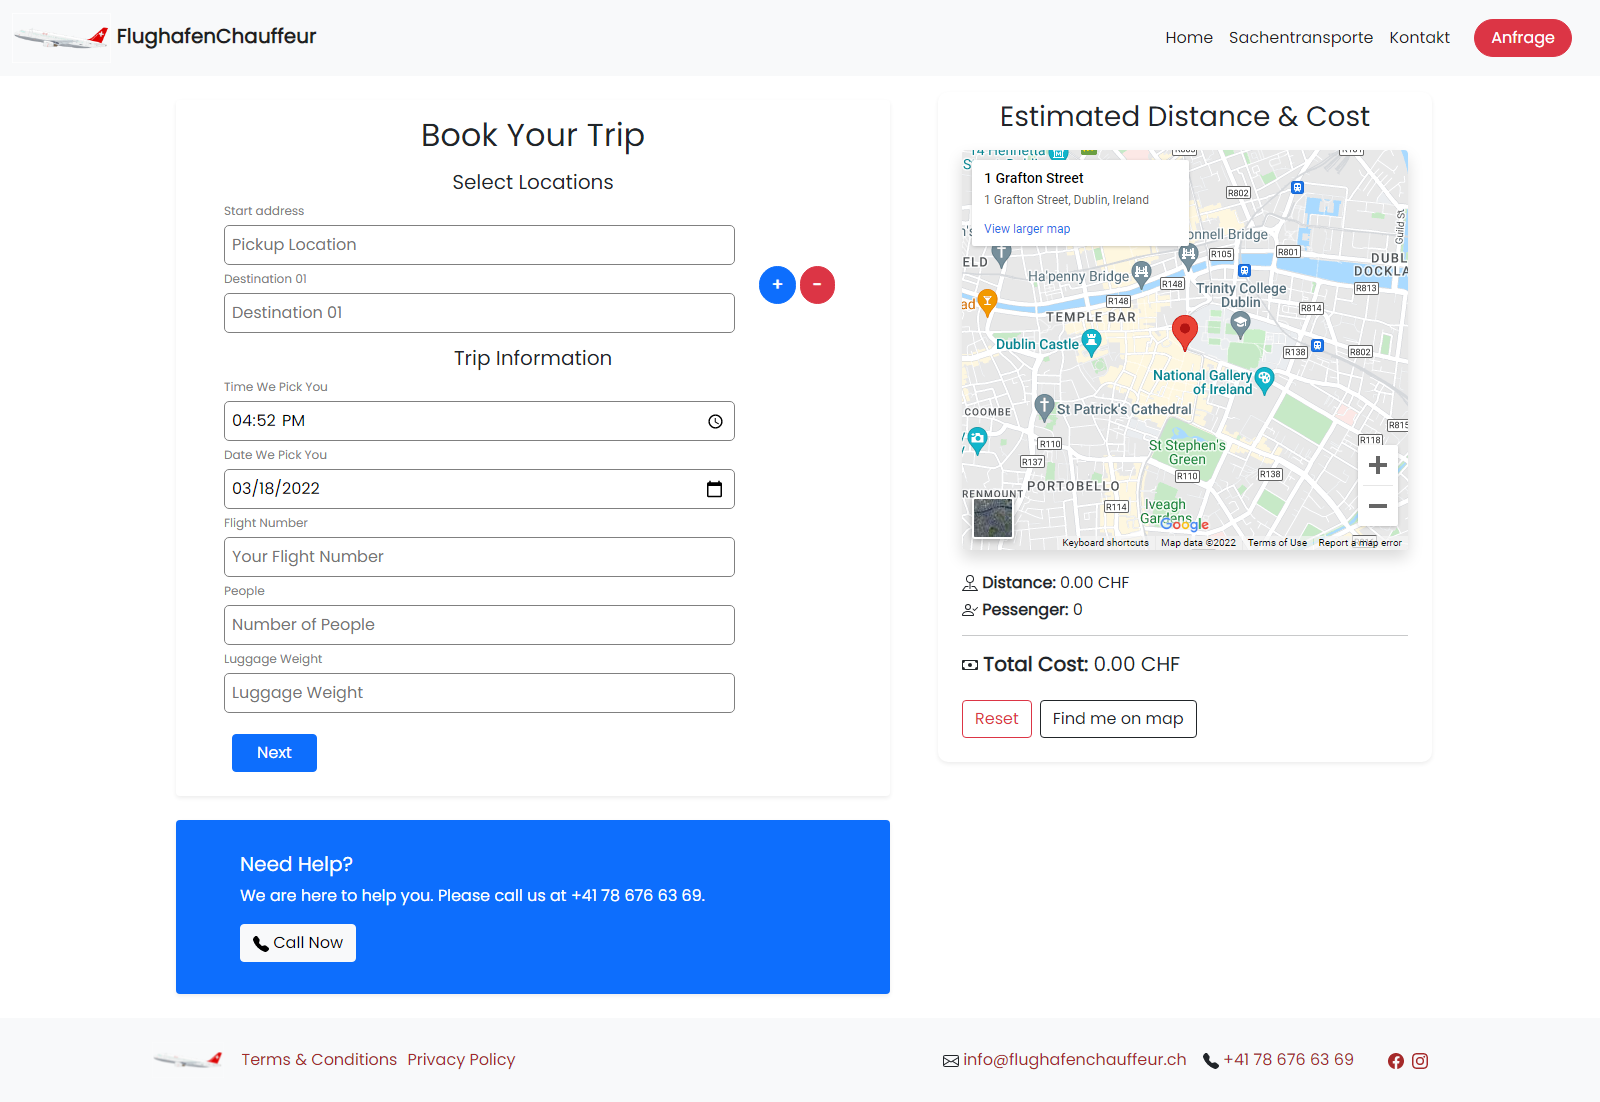 FlughafenChauffeur
Home Sachentransporte Kontakt Anfrage
Book Your Trip
Select Locations
Start address
Pickup Location
Destination 01
Destination 01
+ -
Trip Information
Time We Pick You
04:52 PM
Date We Pick You
03/18/2022
Flight Number
Your Flight Number
People
Number of People
Luggage Weight
Luggage Weight
Next
Need Help?
We are here to help you. Please call us at +41 78 676 63 69.
Call Now
Estimated Distance & Cost
1 Grafton Street
1 Grafton Street, Dublin, Ireland
View larger map
R802
nnell Bridge
Guild St
ELD
R105
R801
DUBL
DOCKLA
Ha'penny Bridge
R148
Trinity College
Dublin
R813
ad
R148
R814
TEMPLE BAR
Dublin Castle
R138
R802
National Gallery
of Ireland
COOMBE
St Patrick's Cathedral
R815
R118
R110
St Stephen's
Green
R137
R110
R138
PORTOBELLO
RENMOUNT
R114
Iveagh
Gardens
Google
Keyboard shortcuts Map data ©2022 Terms of Use Report a map error
Distance: 0.00 CHF
Pessenger: 0
Total Cost: 0.00 CHF
Reset Find me on map
Terms & Conditions Privacy Policy
info@flughafenchauffeur.ch +41 78 676 63 69